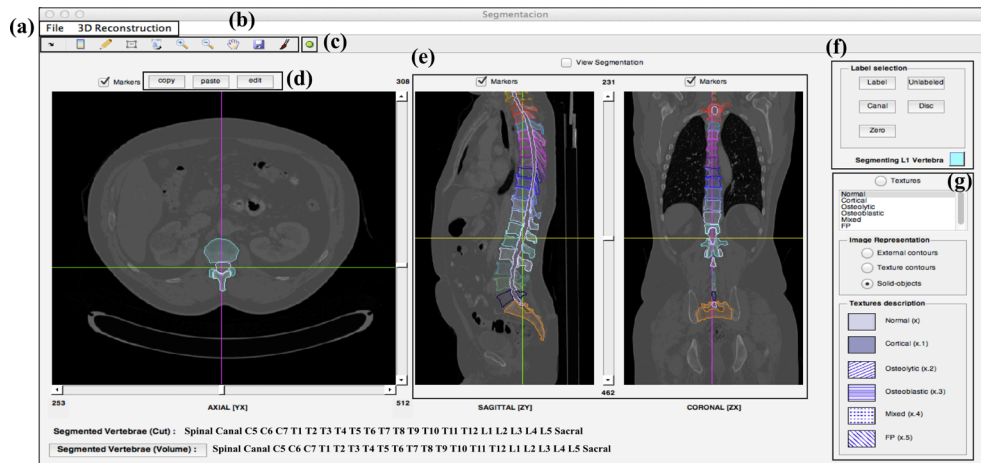 Segmentacion
(a)
File 3D Reconstruction
(b)
(c)
(d)
(e)
(f)
(g)
View Segmentation
Markers
copy paste edit
308
Markers
231
Markers
Label selection
Label Unlabeled
Canal Disc
Zero
Segmenting L1 Vertebra
Textures
Normal
Cortical
Osteolytic
Osteoblastic
Mixed
FP
Image Representation
External contours
Texture contours
Solid-objects
Textures description
Normal (x)
Cortical (x.1)
Osteolytic (x.2)
Osteoblastic (x.3)
Mixed (x.4)
FP (x.5)
253
AXIAL [YX]
512
SAGITTAL [ZY]
462
CORONAL [ZX]
Segmented Vertebrae (Cut) : Spinal Canal C5 C6 C7 T1 T2 T3 T4 T5 T6 T7 T8 T9 T10 T11 T12 L1 L2 L3 L4 L5 Sacral
Segmented Vertebrae (Volume) : Spinal Canal C5 C6 C7 T1 T2 T3 T4 T5 T6 T7 T8 T9 T10 T11 T12 L1 L2 L3 L4 L5 Sacral